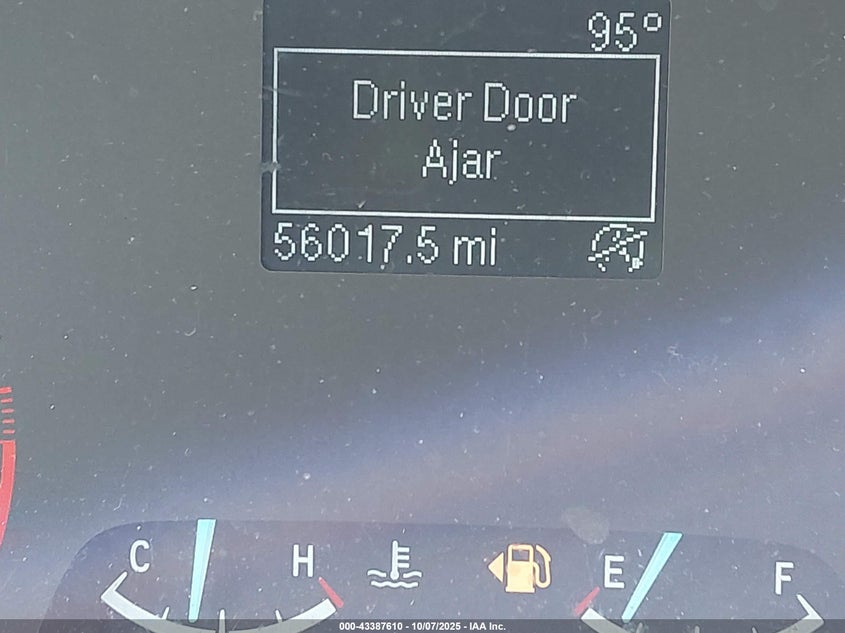 95°
Driver Door
Ajar
56017.5 mi
C H E F
000-43387610 - 10/07/2025 - IAA Inc.